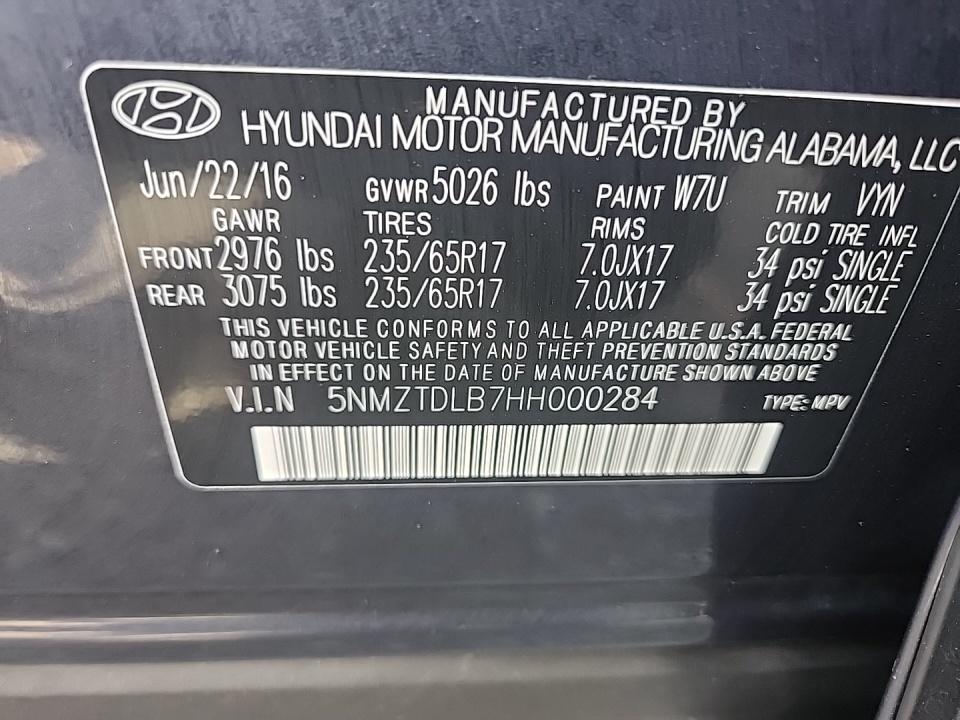 MANUFACTURED BY
HYUNDAI MOTOR MANUFACTURING ALABAMA, LLC
Jun/22/16 GVWR 5026 lbs PAINT W7U TRIM VYN
GAWR TIRES RIMS COLD TIRE INFL
FRONT 2976 lbs 235/65R17 7.0JX17 34 psi SINGLE
REAR 3075 lbs 235/65R17 7.0JX17 34 psi SINGLE
THIS VEHICLE CONFORMS TO ALL APPLICABLE U.S.A. FEDERAL
MOTOR VEHICLE SAFETY AND THEFT PREVENTION STANDARDS
IN EFFECT ON THE DATE OF MANUFACTURE SHOWN ABOVE
V.I.N 5NMZTDLB7HH000284 TYPE: MPV